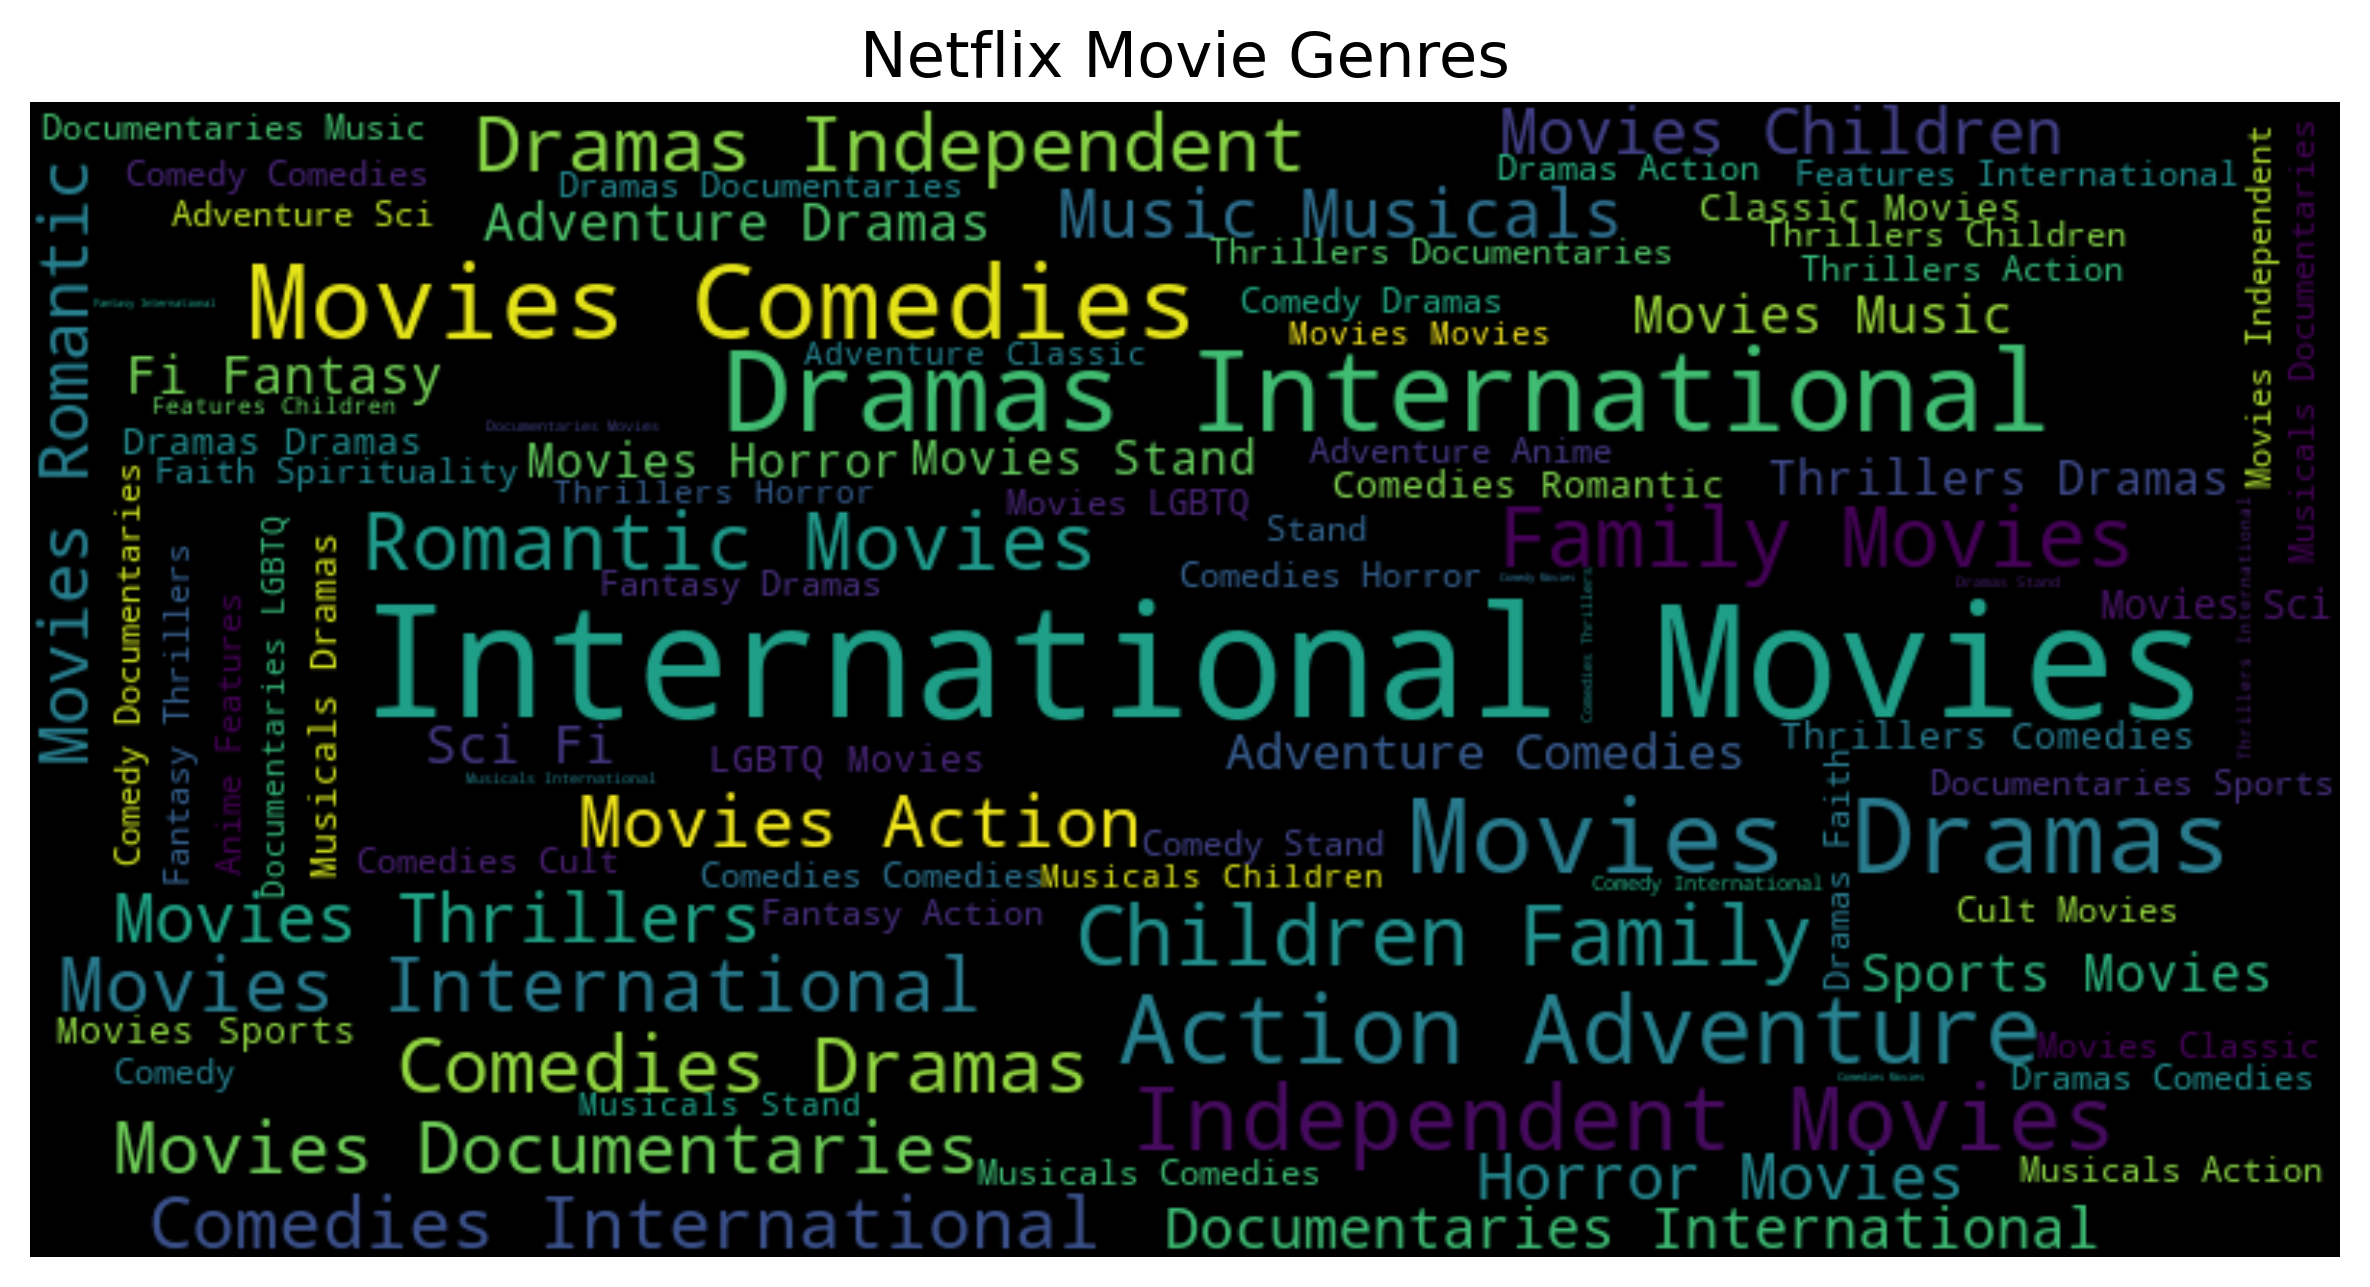 Netflix Movie Genres
Documentaries Music
Dramas Independent
Movies Children
Comedy Comedies
Dramas Documentaries
Dramas Action
Features International
Adventure Sci
Adventure Dramas
Music Musicals
Classic Movies
Thrillers Children
Thrillers Documentaries
Thrillers Action
Movies Romantic
Movies Independent
Musicals Documentaries
Fantasy International
Movies Comedies
Comedy Dramas
Movies Music
Movies Movies
Adventure Classic
Fi Fantasy
Dramas International
Features Children
Documentaries Movies
Dramas Dramas
Faith Spirituality
Movies Horror
Movies Stand
Adventure Anime
Comedies Romantic
Thrillers Dramas
Thrillers Horror
Movies LGBTQ
Stand
Romantic Movies
Family Movies
Fantasy Dramas
Comedies Horror
Comedy Movies
Dramas Stand
Movies Sci
Thrillers International
Comedies Thrillers
Comedy Documentaries
Fantasy Thrillers
Anime Features
Documentaries LGBTQ
Musicals Dramas
International Movies
Sci Fi
LGBTQ Movies
Musicals International
Adventure Comedies
Thrillers Comedies
Documentaries Sports
Movies Action
Comedy Stand
Movies Dramas
Dramas Faith
Comedies Cult
Comedies Comedies
Musicals Children
Comedy International
Movies Thrillers
Fantasy Action
Children Family
Cult Movies
Movies International
Sports Movies
Movies Sports
Action Adventure
Comedy
Comedies Dramas
Movies Classic
Comedies Movies
Dramas Comedies
Musicals Stand
Independent Movies
Movies Documentaries
Musicals Comedies
Horror Movies
Musicals Action
Comedies International
Documentaries International